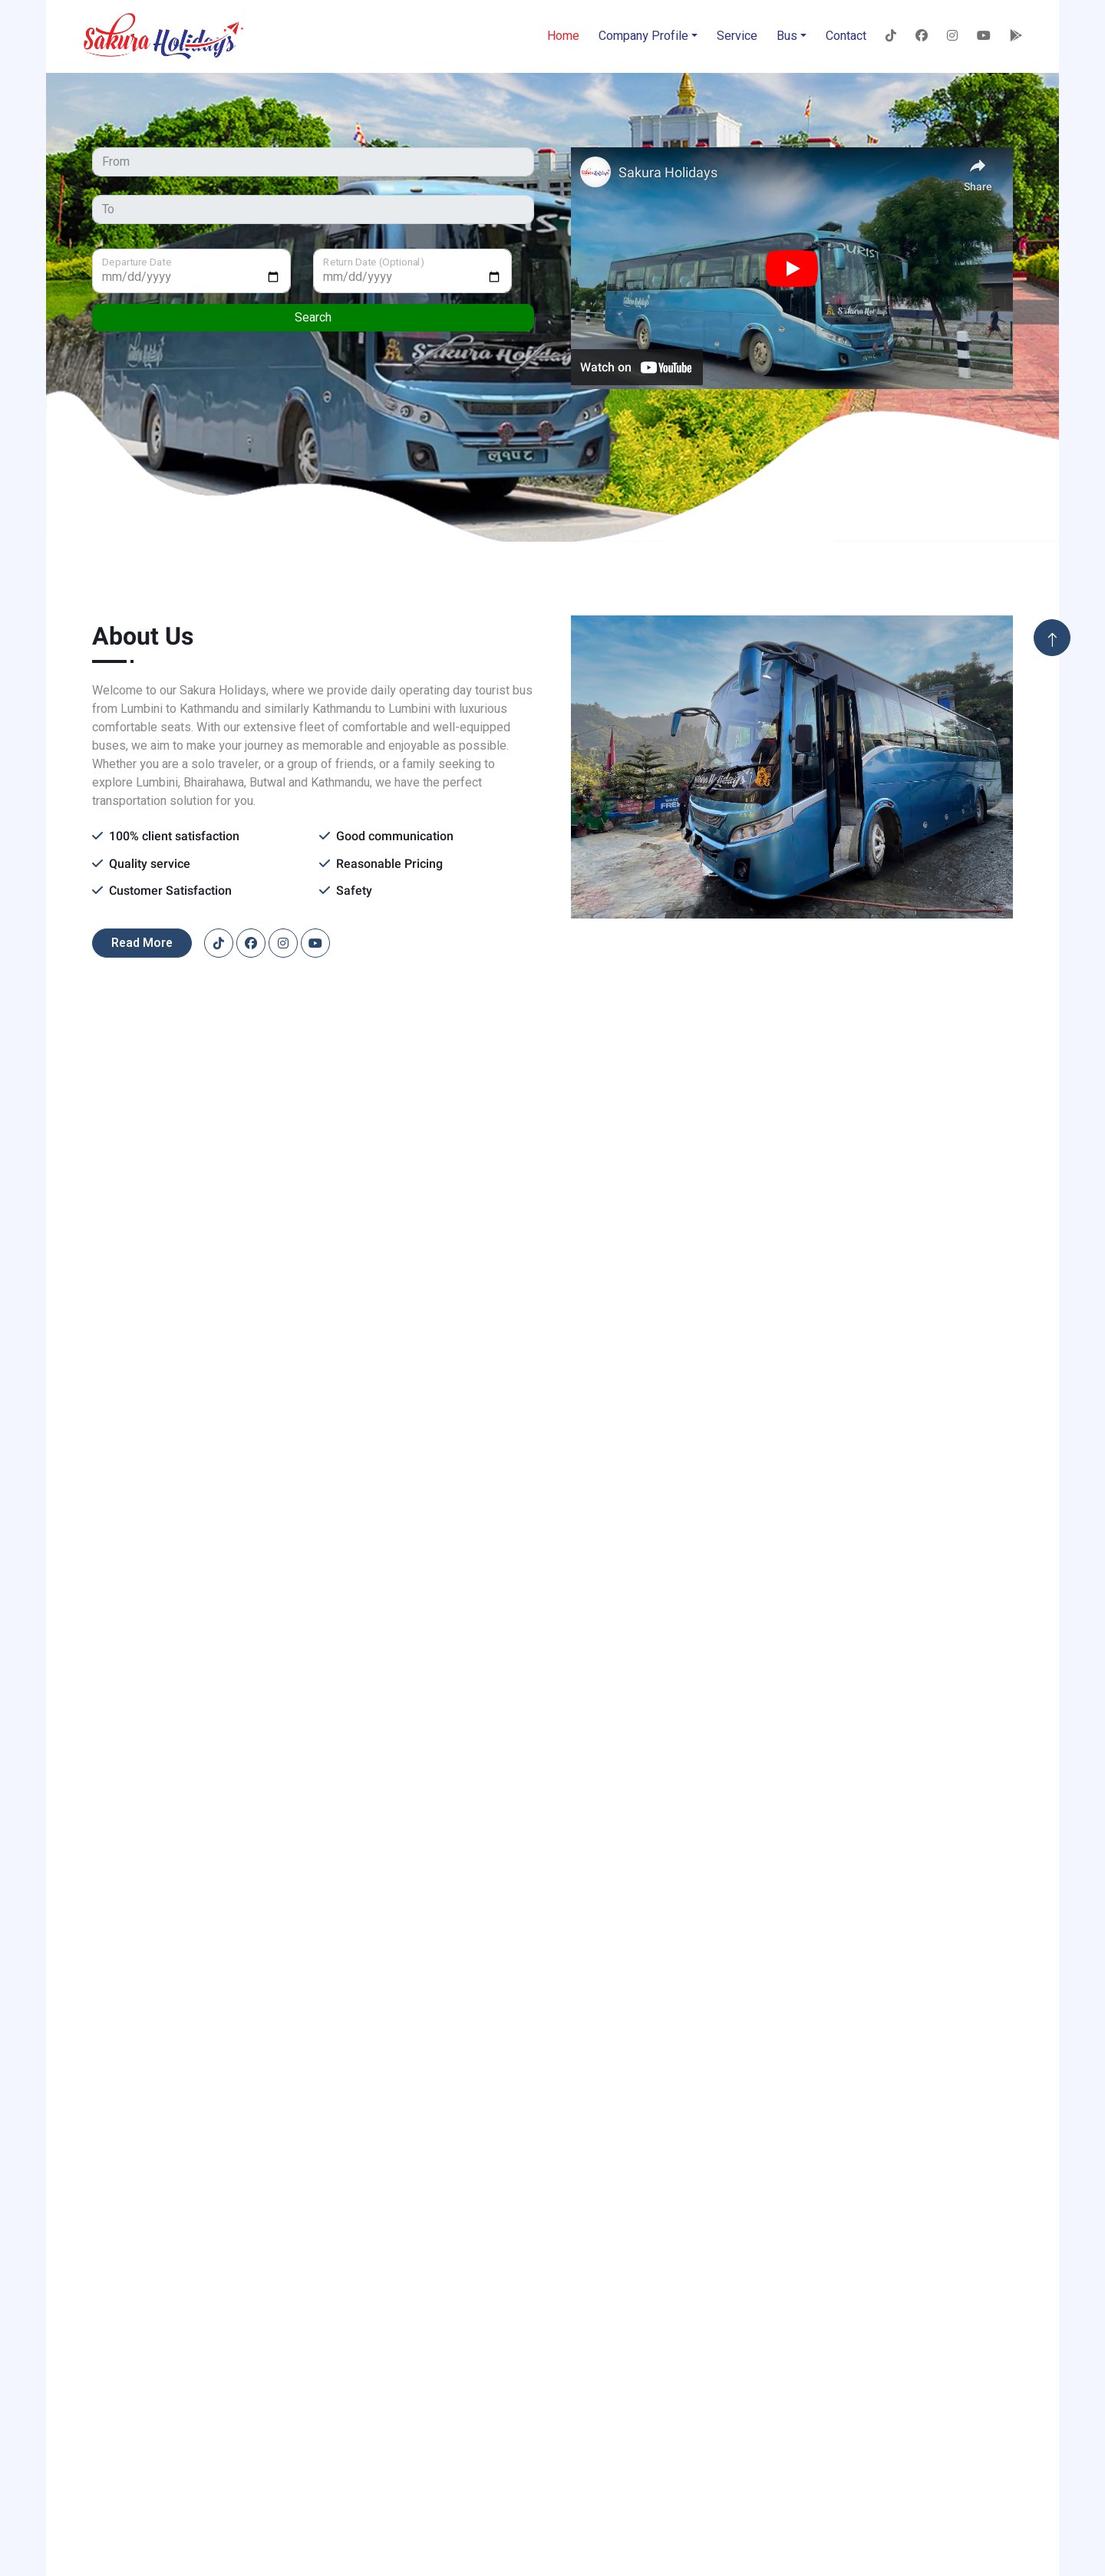 Sakura Holidays
Home Company Profile Service Bus Contact
From
To
Departure Date
mm/dd/yyyy
Return Date (Optional)
mm/dd/yyyy
Search
Sakura Holidays
Share
TOURIST
Sakura Holidays
Watch on YouTube
Sakura Holidays
About Us
Welcome to our Sakura Holidays, where we provide daily operating day tourist bus
from Lumbini to Kathmandu and similarly Kathmandu to Lumbini with luxurious
comfortable seats. With our extensive fleet of comfortable and well-equipped
buses, we aim to make your journey as memorable and enjoyable as possible.
Whether you are a solo traveler, or a group of friends, or a family seeking to
explore Lumbini, Bhairahawa, Butwal and Kathmandu, we have the perfect
transportation solution for you.
100% client satisfaction
Good communication
Quality service
Reasonable Pricing
Customer Satisfaction
Safety
Read More